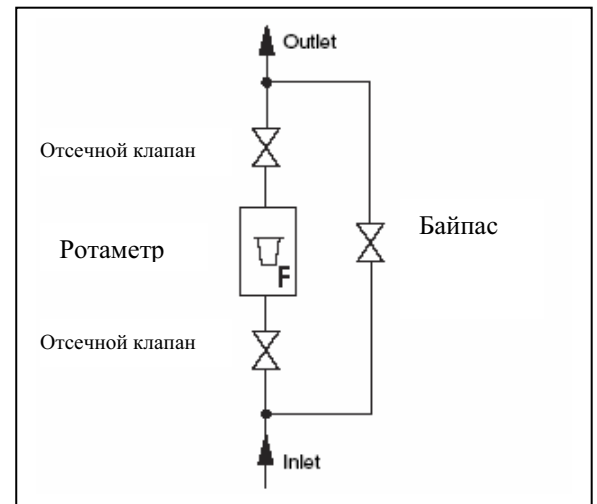 Outlet
Отсечной клапан
Байпас
Ротаметр
F
Отсечной клапан
Inlet